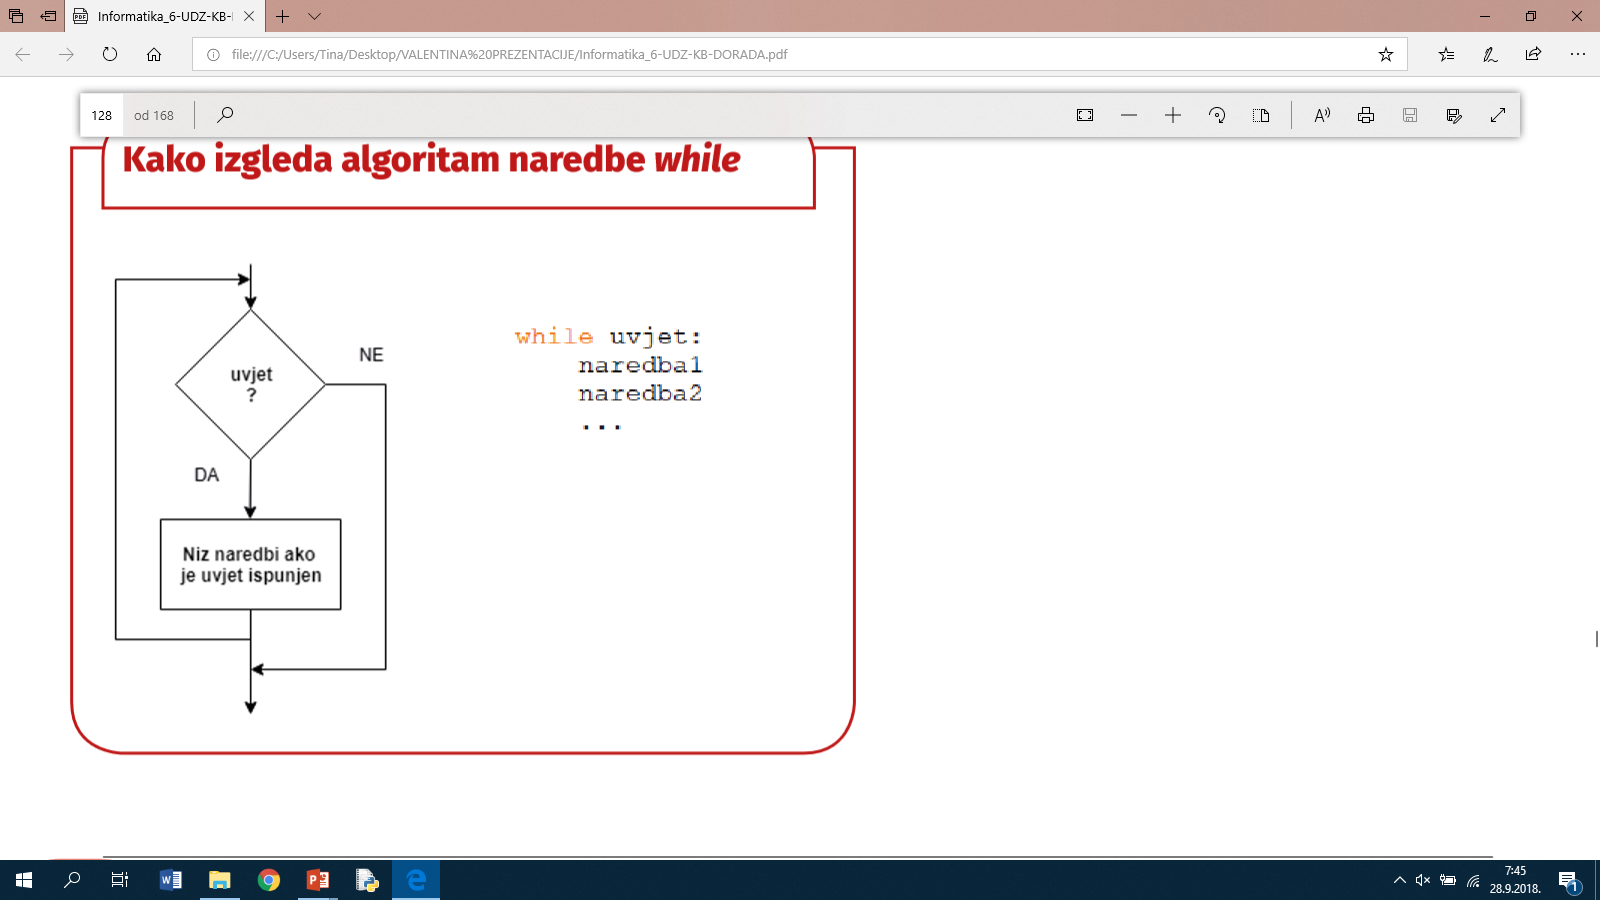 Informatika_6-UDZ-KB-
file:///C:/Users/Tina/Desktop/VALENTINA%20PREZENTACIJE/Informatika_6-UDZ-KB-DORADA.pdf
128 od 168
Kako izgleda algoritam naredbe while
uvjet
?
NE
DA
Niz naredbi ako
je uvjet ispunjen
while uvjet:
naredba1
naredba2
...
7:45
28.9.2018.
1